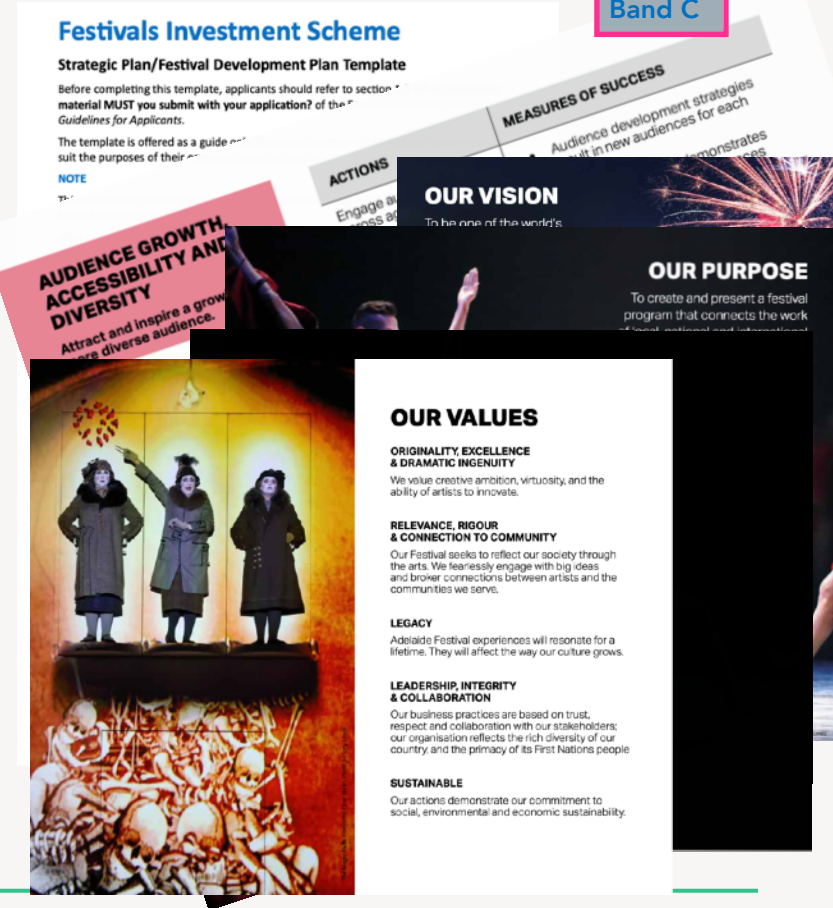 Band C
Festivals Investment Scheme
Strategic Plan/Festival Development Plan Template
Before completing this template, applicants should refer to section
material MUST you submit with your application? of the
Guidelines for Applicants.
The template is offered as a guide
suit the purposes of their
NOTE
ACTIONS
Engage
MEASURES OF SUCCESS
Audience development strategies
in new audiences for each
AUDIENCE GROWTH,
ACCESSIBILITY AND
DIVERSITY
Attract and inspire a
diverse audience.
OUR VISION
To be one of the world's
OUR PURPOSE
To create and present a festival
program that connects the work
of local, national and international
OUR VALUES
ORIGINALITY, EXCELLENCE
& DRAMATIC INGENUITY
We value creative ambition, virtuosity, and the
ability of artists to innovate.
RELEVANCE, RIGOUR
& CONNECTION TO COMMUNITY
Our Festival seeks to reflect our society through
the arts. We fearlessly engage with big ideas
and broker connections between artists and the
communities we serve.
LEGACY
Adelaide Festival experiences will resonate for a
lifetime. They will affect the way our culture grows.
LEADERSHIP, INTEGRITY
& COLLABORATION
Our business practices are based on trust,
respect and collaboration with our stakeholders;
our organisation reflects the rich diversity of our
country, and the primacy of its First Nations people
SUSTAINABLE
Our actions demonstrate our commitment to
social, environmental and economic sustainability.